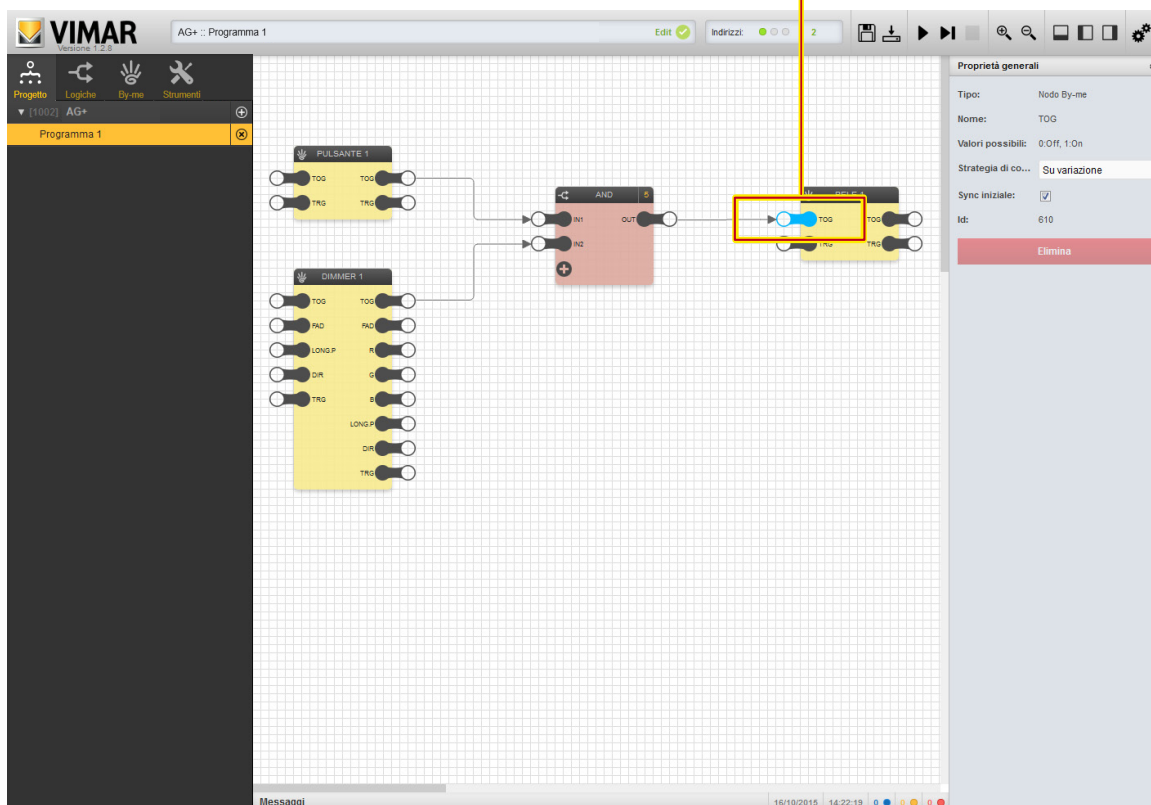 VIMAR
Versione 1.2.8
AG+ :: Programma 1
Edit
Indirizzi:
2
Progetto
Logiche
By-me
Strumenti
▼ [1002] AG+
Programma 1
PULSANTE 1
TOG TOG
TRG TRG
DIMMER 1
TOG TOG
FAD FAD
LONG.P R
DIR G
TRG B
LONG.P
DIR
TRG
AND 5
IN1 OUT
IN2
TOG TOG
TRG TRG
Proprietà generali
Tipo: Nodo By-me
Nome: TOG
Valori possibili: 0:Off, 1:On
Strategia di co... Su variazione
Sync iniziale:
Id: 610
Elimina
Messaggi
16/10/2015 14:22:19 0 0 0